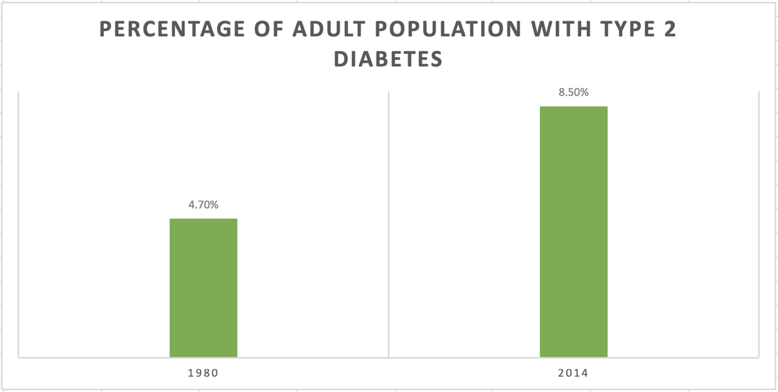 PERCENTAGE OF ADULT POPULATION WITH TYPE 2
DIABETES
8.50%
4.70%
1980
2014